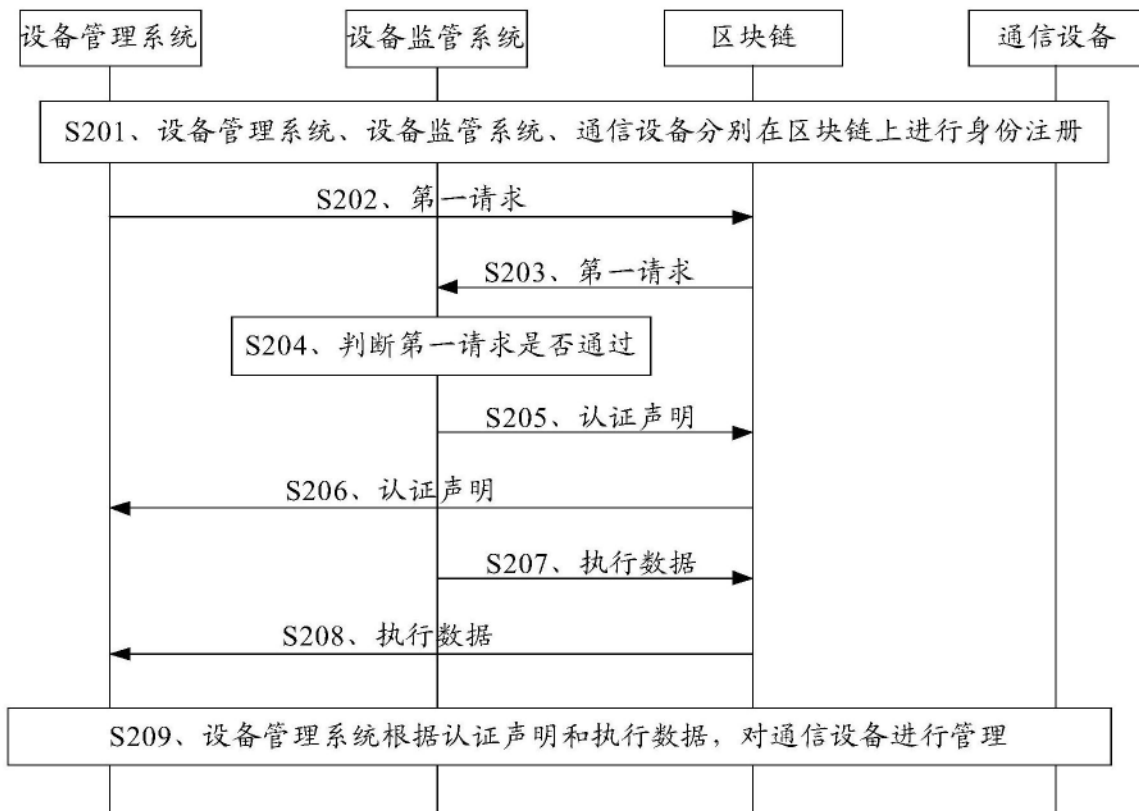 设备管理系统
设备监管系统
区块链
通信设备
S201、设备管理系统、设备监管系统、通信设备分别在区块链上进行身份注册
S202、第一请求
S203、第一请求
S204、判断第一请求是否通过
S205、认证声明
S206、认证声明
S207、执行数据
S208、执行数据
S209、设备管理系统根据认证声明和执行数据，对通信设备进行管理